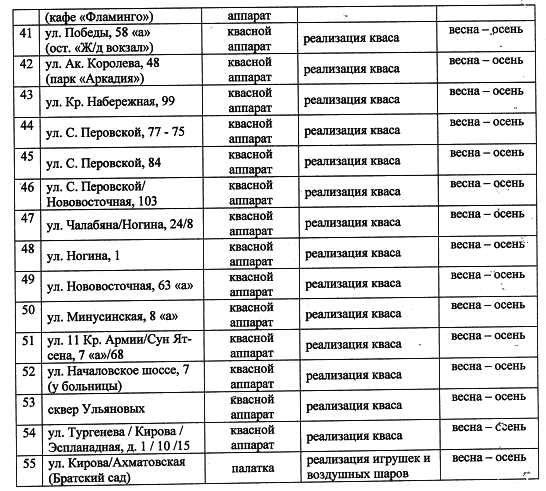 (кафе «Фламинго») аппарат
41 ул. Победы, 58 «а» квасной реализация кваса весна – осень
(ост. «Ж/д вокзал») аппарат
42 ул. Ак. Королева, 48 квасной реализация кваса весна – осень
(парк «Аркадия») аппарат
43 ул. Кр. Набережная, 99 квасной реализация кваса весна – осень
аппарат
44 ул. С. Перовской, 77 - 75 квасной реализация кваса весна – осень
аппарат
45 ул. С. Перовской, 84 квасной реализация кваса весна – осень
аппарат
46 ул. С. Перовской/ квасной реализация кваса весна – осень
Нововосточная, 103 аппарат
47 ул. Чалабяна/Ногина, 24/8 квасной реализация кваса весна – осень
аппарат
48 ул. Ногина, 1 квасной реализация кваса весна – осень
аппарат
49 ул. Нововосточная, 63 «а» квасной реализация кваса весна – осень
аппарат
50 ул. Минусинская, 8 «а» квасной реализация кваса весна – осень
аппарат
51 ул. 11 Кр. Армии/Сун Ят- квасной реализация кваса весна – осень
сена, 7 «а»/68 аппарат
52 ул. Началовское шоссе, 7 квасной реализация кваса весна – осень
(у больницы) аппарат
53 сквер Ульяновых квасной реализация кваса весна – осень
аппарат
54 ул. Тургенева / Кирова / квасной реализация кваса весна – осень
Эспланадная, д. 1 / 10 /15 аппарат
55 ул. Кирова/Ахматовская палатка реализация игрушек и весна – осень
(Братский сад) воздушных шаров